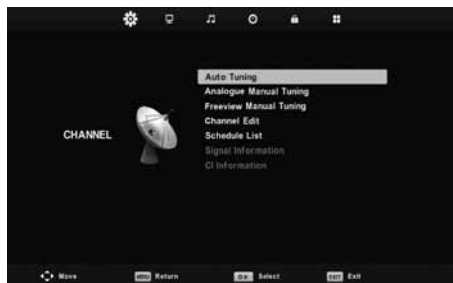 Auto Tuning
Analogue Manual Tuning
Freeview Manual Tuning
Channel Edit
CHANNEL
Schedule List
Signal Information
CI Information
Move MENU Return OK Select EXIT Exit